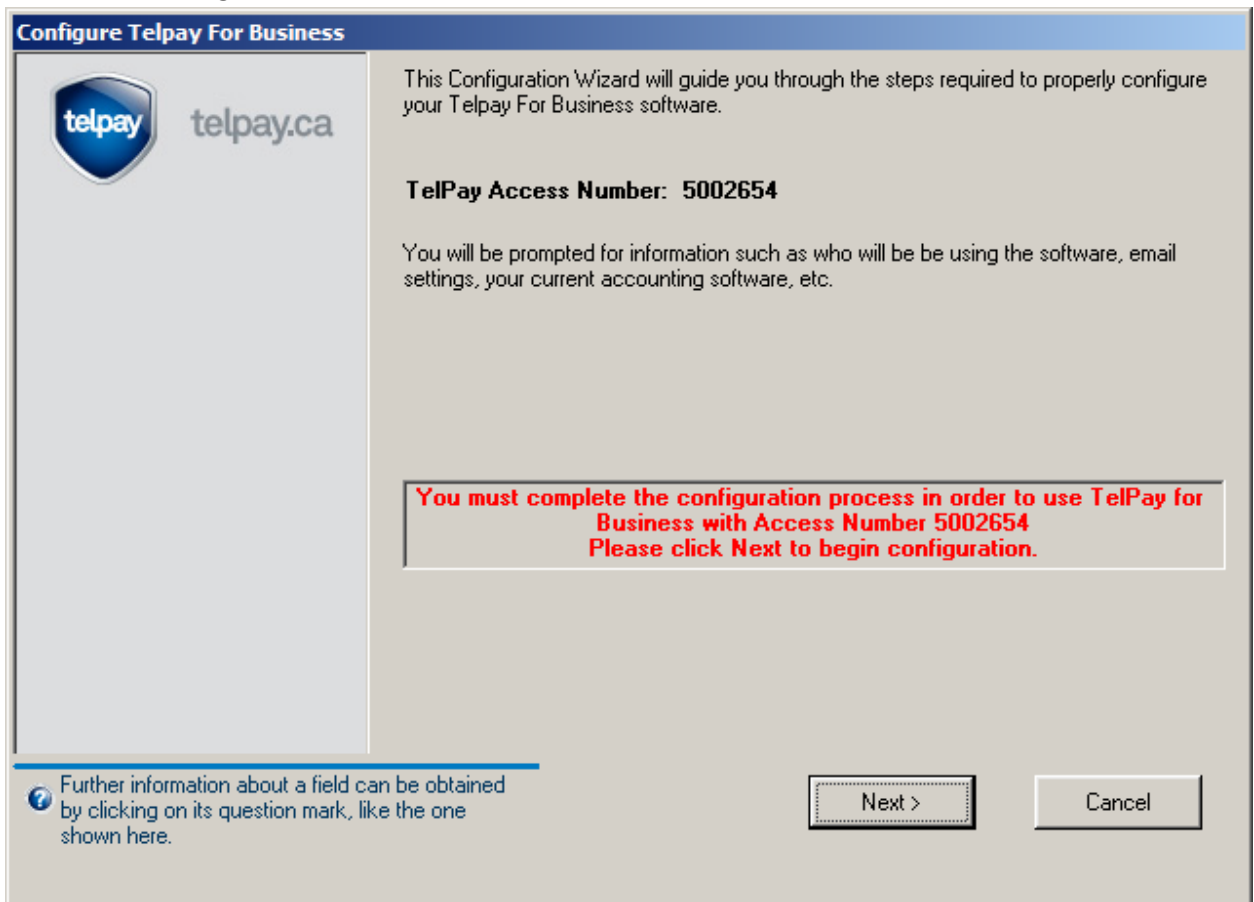 Configure Telpay For Business
telpay telpay.ca
This Configuration Wizard will guide you through the steps required to properly configure
your Telpay For Business software.
TelPay Access Number: 5002654
You will be prompted for information such as who will be be using the software, email
settings, your current accounting software, etc.
You must complete the configuration process in order to use TelPay for
Business with Access Number 5002654
Please click Next to begin configuration.
? Further information about a field can be obtained
by clicking on its question mark, like the one
shown here.
Next > Cancel